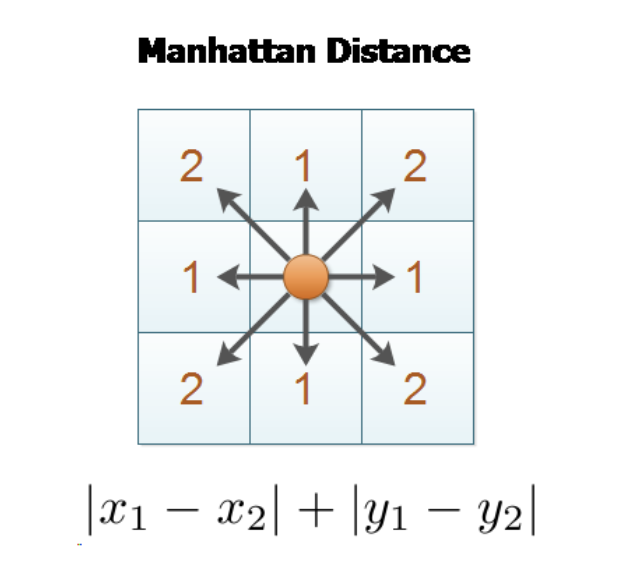 Manhattan Distance
2 1 2
1 1
2 1 2
|x₁ − x₂| + |y₁ − y₂|